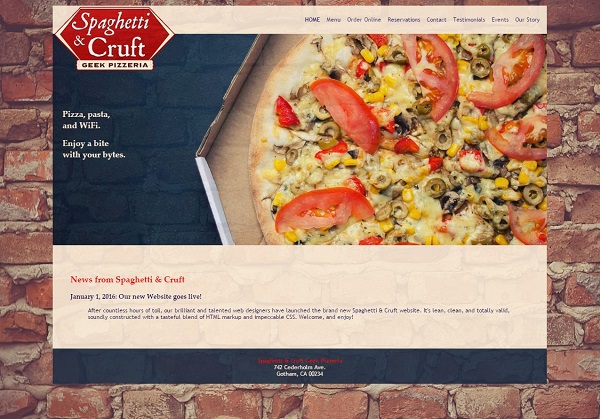 Spaghetti
& Cruft
GEEK PIZZERIA
HOME Menu Order Online Reservations Contact Testimonials Events Our Story
Pizza, pasta,
and WiFi.
Enjoy a bite
with your bytes.
News from Spaghetti & Cruft
January 1, 2016: Our new Website goes live!
After countless hours of toil, our brilliant and talented web designers have launched the brand new Spaghetti & Cruft website. It's lean, clean, and totally valid,
soundly constructed with a tasteful blend of HTML markup and impeccable CSS. Welcome, and enjoy!
Spaghetti & Cruft Geek Pizzeria
742 Cederholm Ave.
Gotham, CA 00234